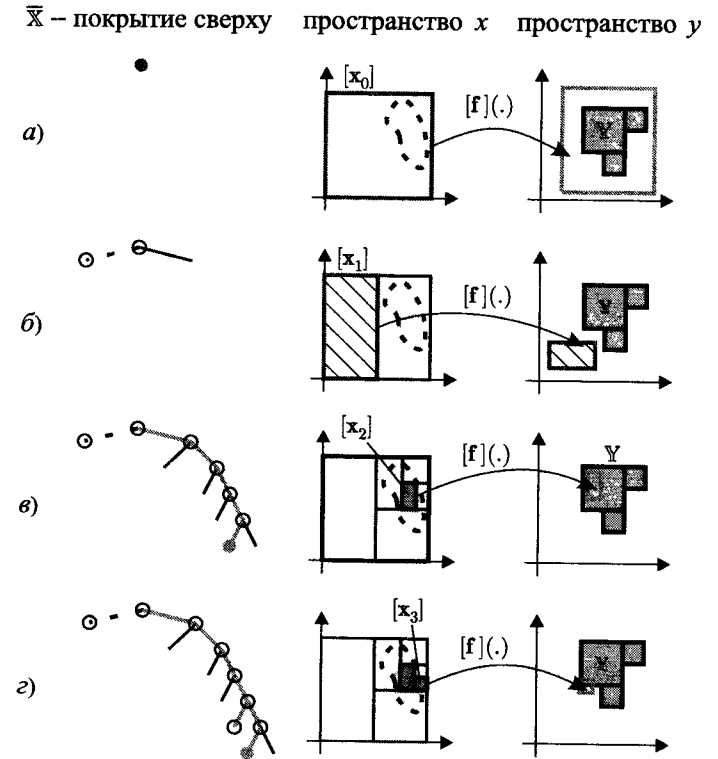 𝕏̅ – покрытие сверху пространство x пространство y
а) [x₀] [f](.) 𝕐
б) [x₁] [f](.) 𝕐
в) [x₂] [f](.) 𝕐
г) [x₃] [f](.) 𝕐